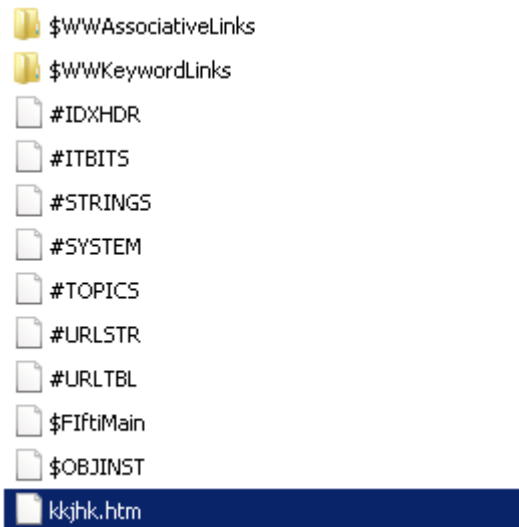 $WWAssociativeLinks
$WWKeywordLinks
#IDXHDR
#ITBITS
#STRINGS
#SYSTEM
#TOPICS
#URLSTR
#URLTBL
$FIftiMain
$OBJINST
kkjhk.htm